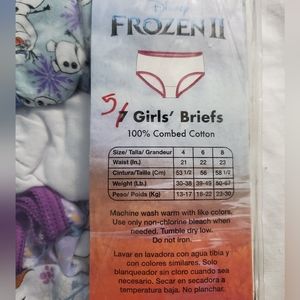 Disney
FROZEN II
5/
7 Girls' Briefs
100% Combed Cotton
Size/ Talla/ Grandeur 4 6 8
Waist (In.) 21 22 23
Cintura/Taille (Cm) 53 1/2 56 58 1/2
Weight (Lb.) 30-38 39-49 50-67
Peso/ Poids (Kg) 13-17 18-22 23-30
Machine wash warm with like colors.
Use only non-chlorine bleach when
needed. Tumble dry low.
Do not iron.
Lavar en lavadora con agua tibia y
con colores similares. Solo
blanqueador sin cloro cuando sea
necesario. Secar en secadora a
temperatura baja. No planchar.